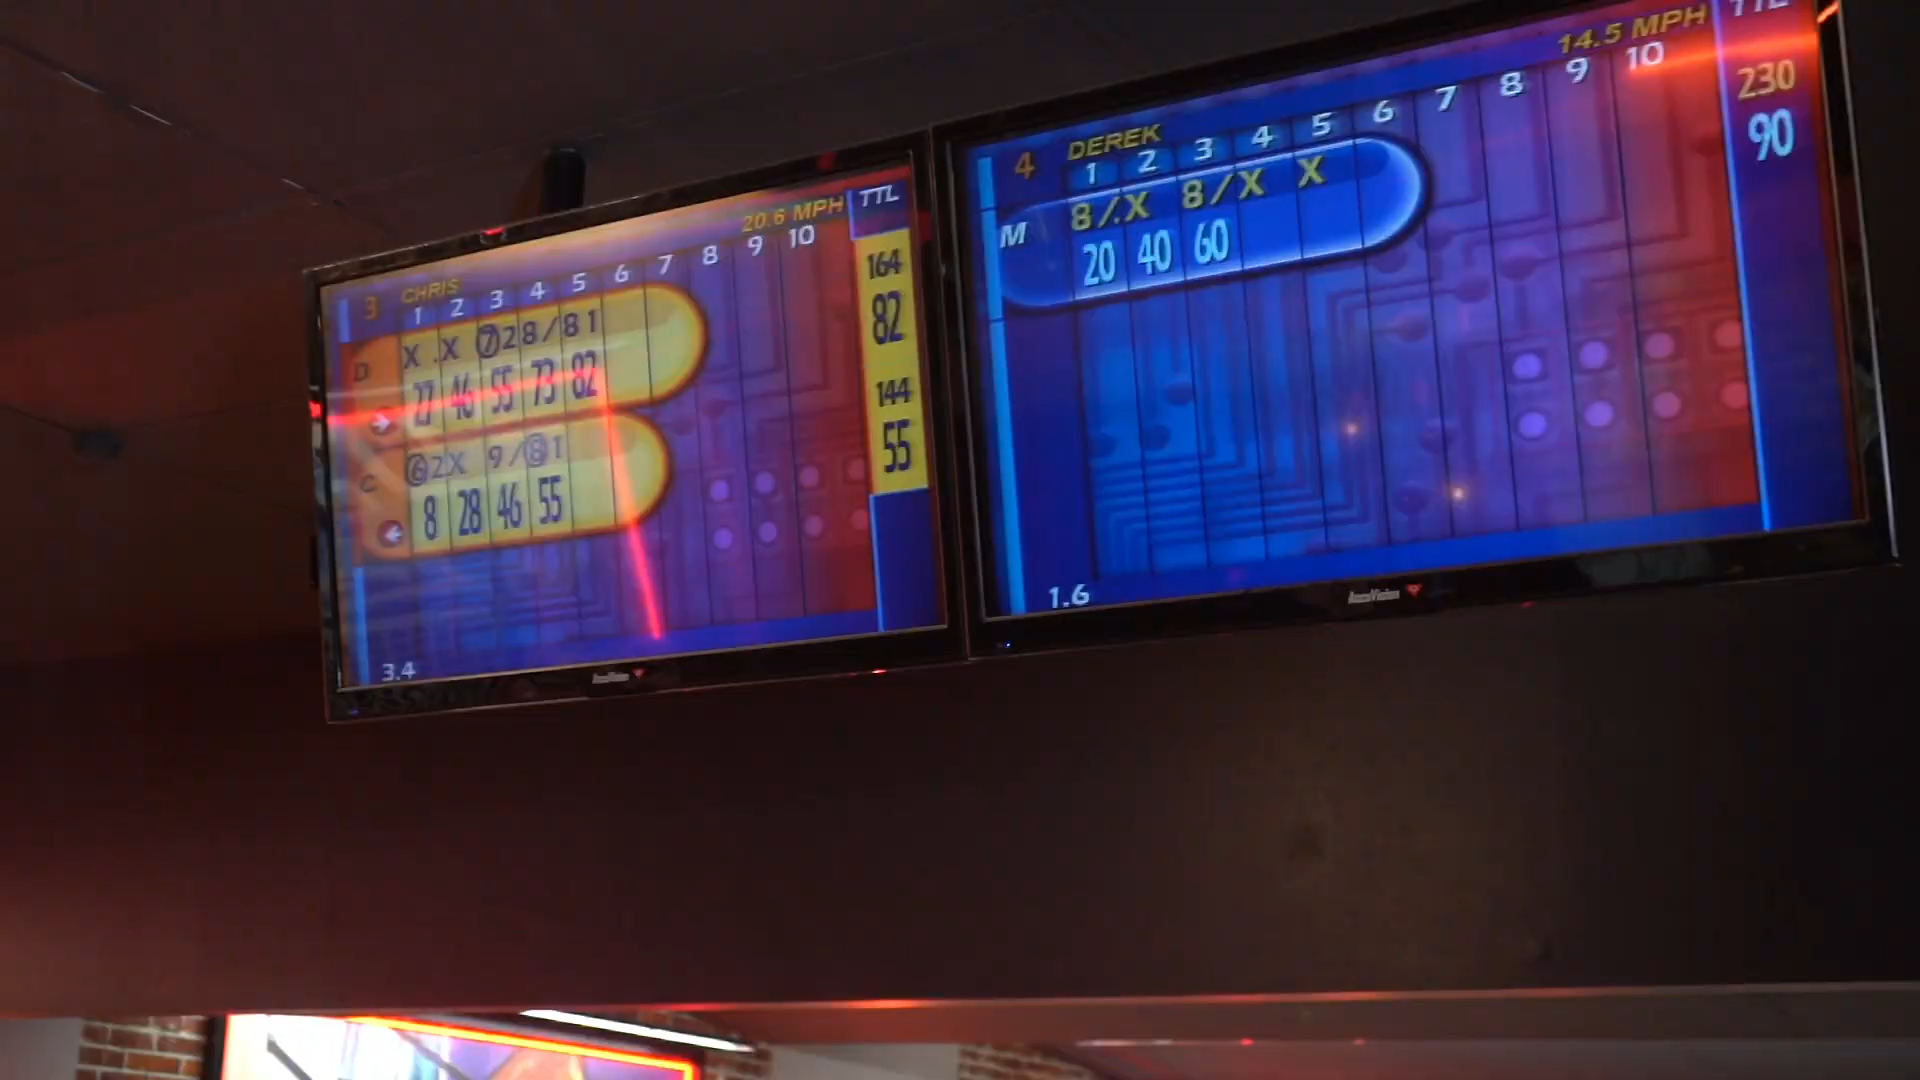 20.6 MPH TTL
3 CHRIS
1 2 3 4 5 6 7 8 9 10
164
D X X 7 2 8 / 8 1
27 46 55 73 82
82
144
C 6 2 X 9 / 8 1
8 28 46 55
55
3.4
AccuVision
14.5 MPH TTL
4 DEREK
1 2 3 4 5 6 7 8 9 10
230
M 8 / X 8 / X X
20 40 60
90
1.6
AccuVision